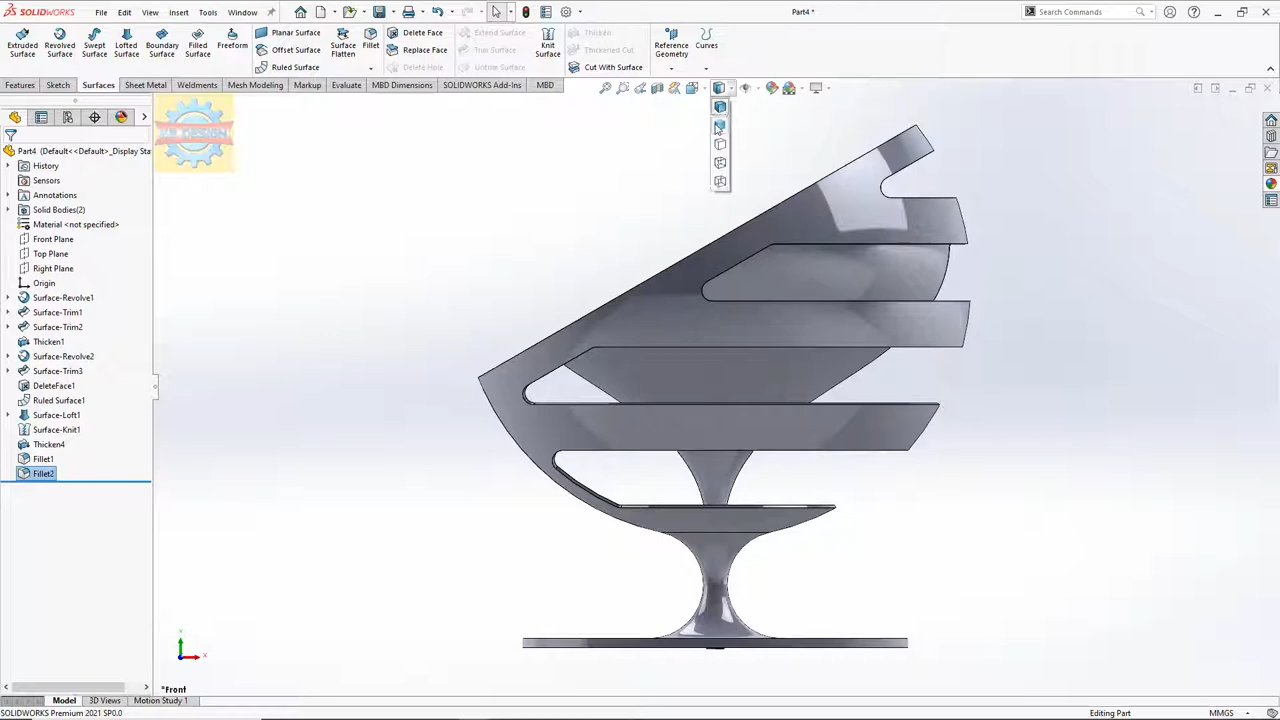 SOLIDWORKS File Edit View Insert Tools Window Part4 * Search Commands
Extruded Surface Revolved Surface Swept Surface Lofted Surface Boundary Surface Filled Surface Freeform
Planar Surface Offset Surface Ruled Surface Surface Flatten Fillet
Delete Face Replace Face Delete Hole Extend Surface Trim Surface Untrim Surface Knit Surface
Thicken Thickened Cut Cut With Surface Reference Geometry Curves
Features Sketch Surfaces Sheet Metal Weldments Mesh Modeling Markup Evaluate MBD Dimensions SOLIDWORKS Add-Ins MBD
Part4 (Default<<Default>_Display Sta
History
Sensors
Annotations
Solid Bodies(2)
Material <not specified>
Front Plane
Top Plane
Right Plane
Origin
Surface-Revolve1
Surface-Trim1
Surface-Trim2
Thicken1
Surface-Revolve2
Surface-Trim3
DeleteFace1
Ruled Surface1
Surface-Loft1
Surface-Knit1
Thicken4
Fillet1
Fillet2
Y
X
*Front
Model 3D Views Motion Study 1
SOLIDWORKS Premium 2021 SP0.0 Editing Part MMGS